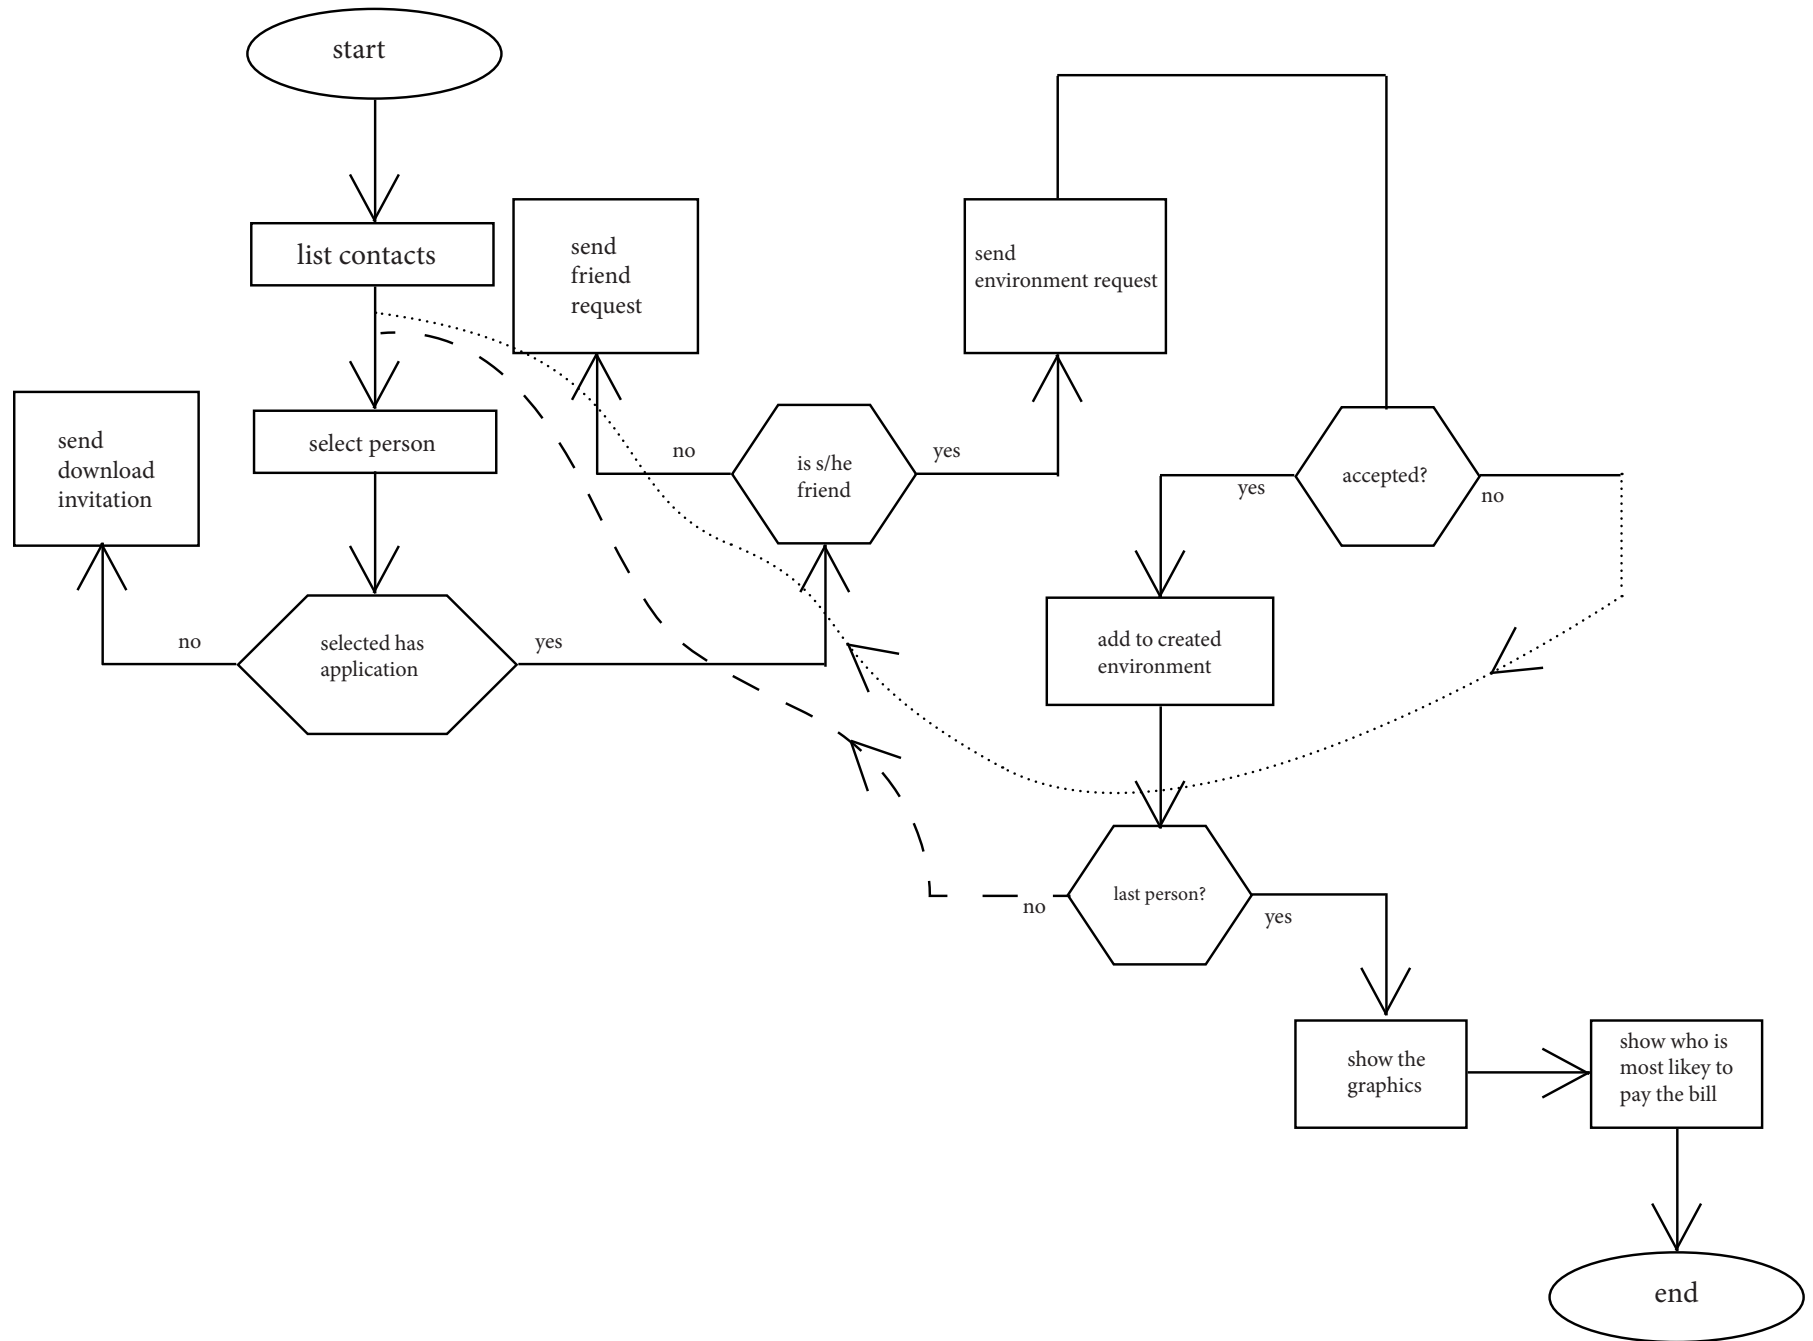 start
list contacts
send
friend
request
send
environment request
select person
send
download
invitation
no
is s/he
friend
yes
accepted?
yes
no
no
selected has
application
yes
add to created
environment
last person?
no
yes
show the
graphics
show who is
most likey to
pay the bill
end